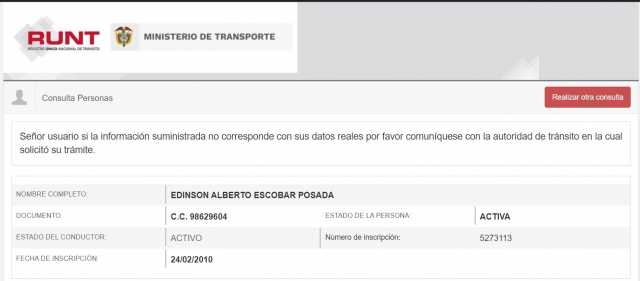 RUNT
REGISTRO ÚNICO NACIONAL DE TRÁNSITO
MINISTERIO DE TRANSPORTE
Consulta Personas
Realizar otra consulta
Señor usuario si la información suministrada no corresponde con sus datos reales por favor comuníquese con la autoridad de tránsito en la cual
solicitó su trámite.
NOMBRE COMPLETO: EDINSON ALBERTO ESCOBAR POSADA
DOCUMENTO: C.C. 98629604 ESTADO DE LA PERSONA: ACTIVA
ESTADO DEL CONDUCTOR: ACTIVO Número de inscripción: 5273113
FECHA DE INSCRIPCIÓN: 24/02/2010